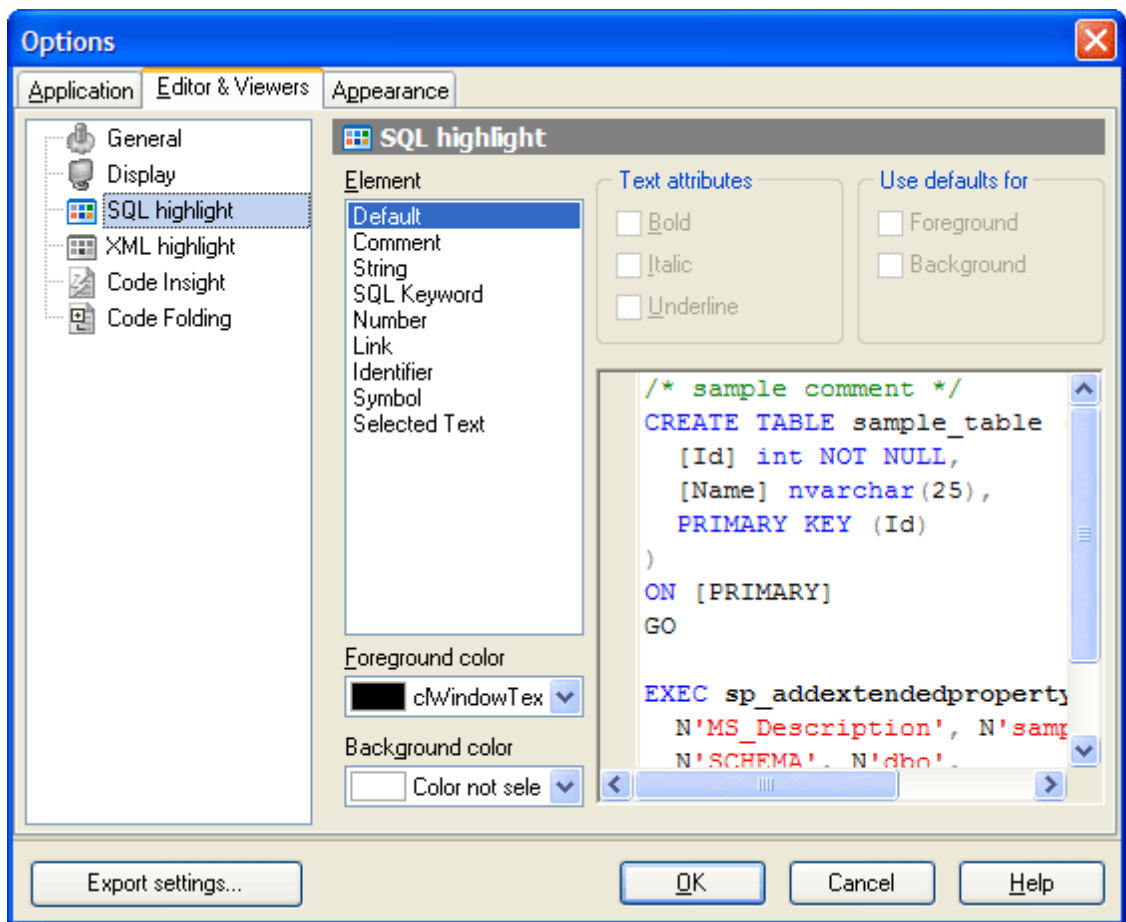 Options
Application
Editor & Viewers
Appearance
General
Display
SQL highlight
XML highlight
Code Insight
Code Folding
SQL highlight
Element
Default
Comment
String
SQL Keyword
Number
Link
Identifier
Symbol
Selected Text
Foreground color
clWindowTex
Background color
Color not sele
Text attributes
Bold
Italic
Underline
Use defaults for
Foreground
Background
/* sample comment */
CREATE TABLE sample_table (
[Id] int NOT NULL,
[Name] nvarchar(25),
PRIMARY KEY (Id)
)
ON [PRIMARY]
GO
EXEC sp_addextendedproperty
N'MS_Description', N'samp
N'SCHEMA', N'dbo',
Export settings...
OK
Cancel
Help